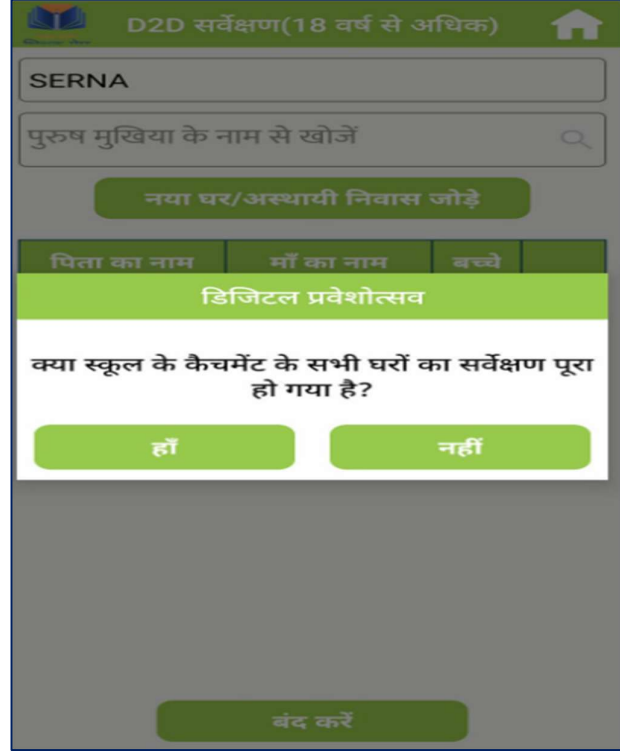 D2D सर्वेक्षण(18 वर्ष से अधिक)
SERNA
पुरुष मुखिया के नाम से खोजें
नया घर/अस्थायी निवास जोड़े
पिता का नाम माँ का नाम बच्चे
डिजिटल प्रवेशोत्सव
क्या स्कूल के कैचमेंट के सभी घरों का सर्वेक्षण पूरा
हो गया है?
हाँ नहीं
बंद करें